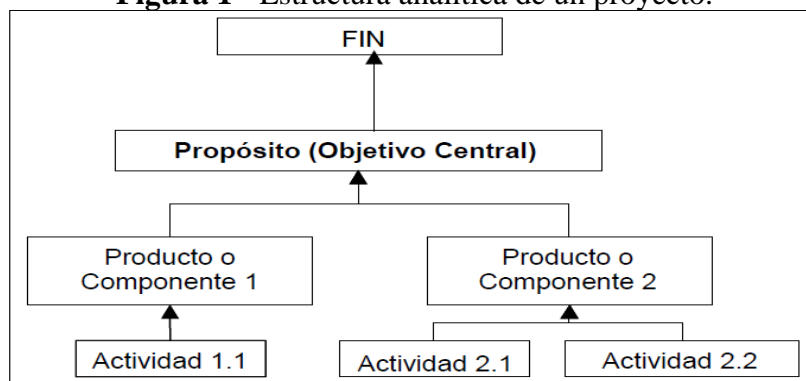 Figura 1 Estructura analítica de un proyecto.
FIN
Propósito (Objetivo Central)
Producto o
Componente 1
Producto o
Componente 2
Actividad 1.1
Actividad 2.1
Actividad 2.2